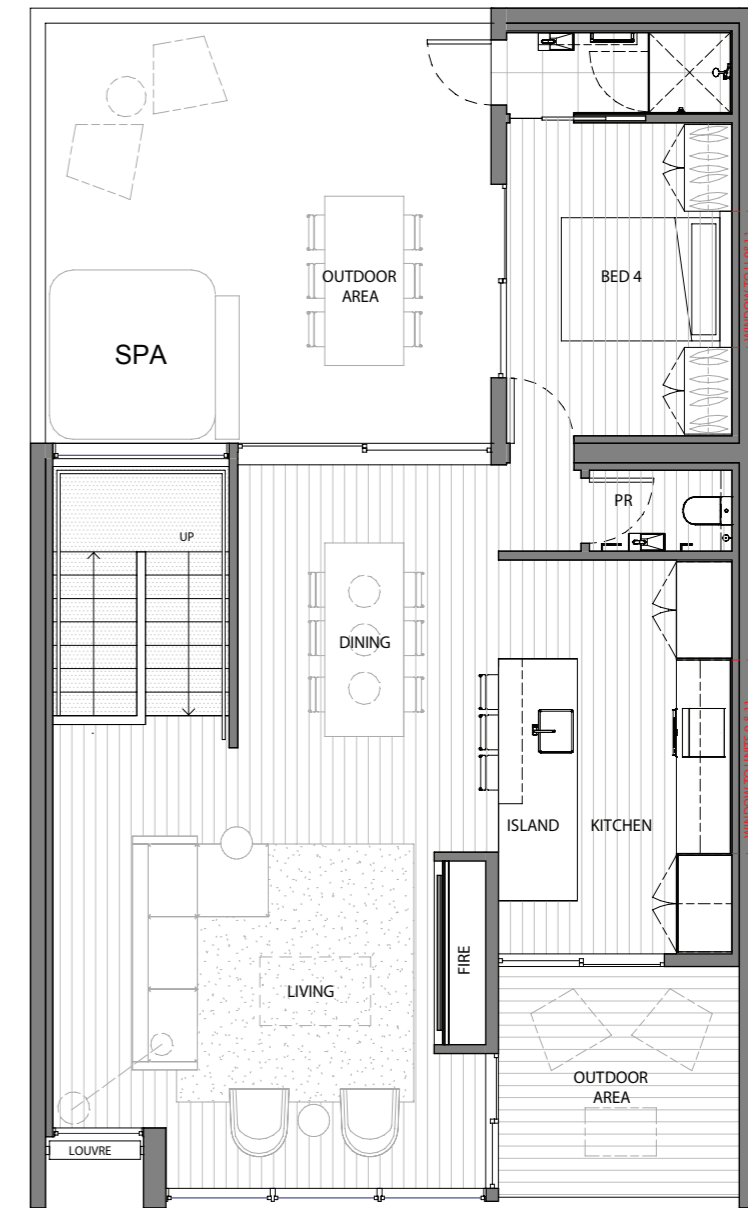 OUTDOOR
AREA
BED 4
SPA
UP
PR
DINING
ISLAND
KITCHEN
FIRE
LIVING
OUTDOOR
AREA
LOUVRE